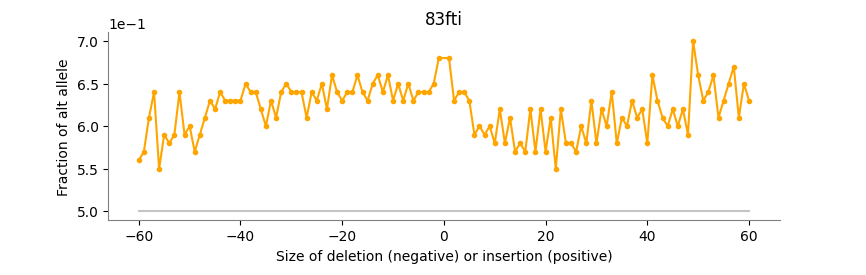 83fti
1e−1
7.0
6.5
6.0
5.5
5.0
Fraction of alt allele
−60 −40 −20 0 20 40 60
Size of deletion (negative) or insertion (positive)